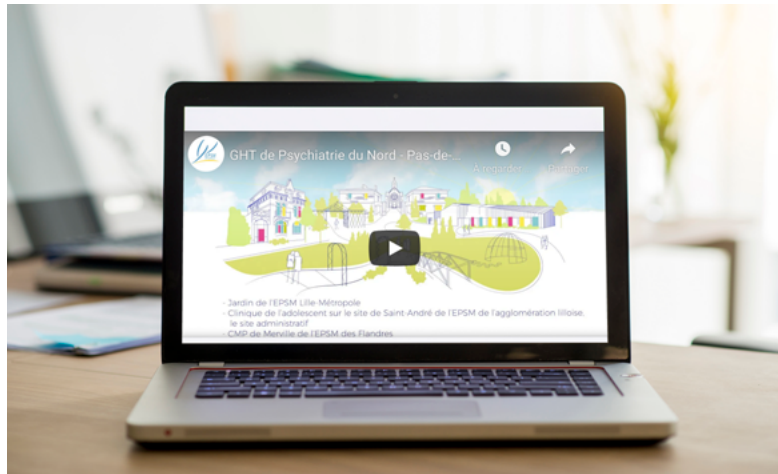 GHT de Psychiatrie du Nord - Pas-de-...
À regarder
Partager
- Jardin de l'EPSM Lille-Métropole
- Clinique de l'adolescent sur le site de Saint-André de l'EPSM de l'agglomération lilloise,
le site administratif
- CMP de Merville de l'EPSM des Flandres